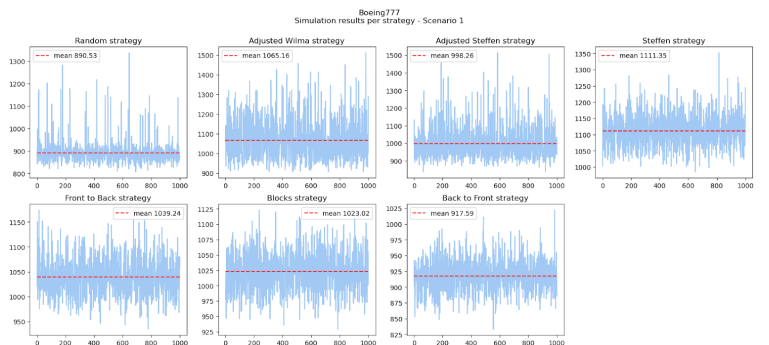 Boeing777
Simulation results per strategy - Scenario 1
Random strategy
mean 890.53
1300
1200
1100
1000
900
800
0 200 400 600 800 1000
Adjusted Wilma strategy
mean 1065.16
1500
1400
1300
1200
1100
1000
900
0 200 400 600 800 1000
Adjusted Steffen strategy
mean 998.26
1500
1400
1300
1200
1100
1000
900
0 200 400 600 800 1000
Steffen strategy
mean 1111.35
1350
1300
1250
1200
1150
1100
1050
1000
0 200 400 600 800 1000
Front to Back strategy
mean 1039.24
1150
1100
1050
1000
950
0 200 400 600 800 1000
Blocks strategy
mean 1023.02
1125
1100
1075
1050
1025
1000
975
950
925
0 200 400 600 800 1000
Back to Front strategy
mean 917.59
1025
1000
975
950
925
900
875
850
825
0 200 400 600 800 1000